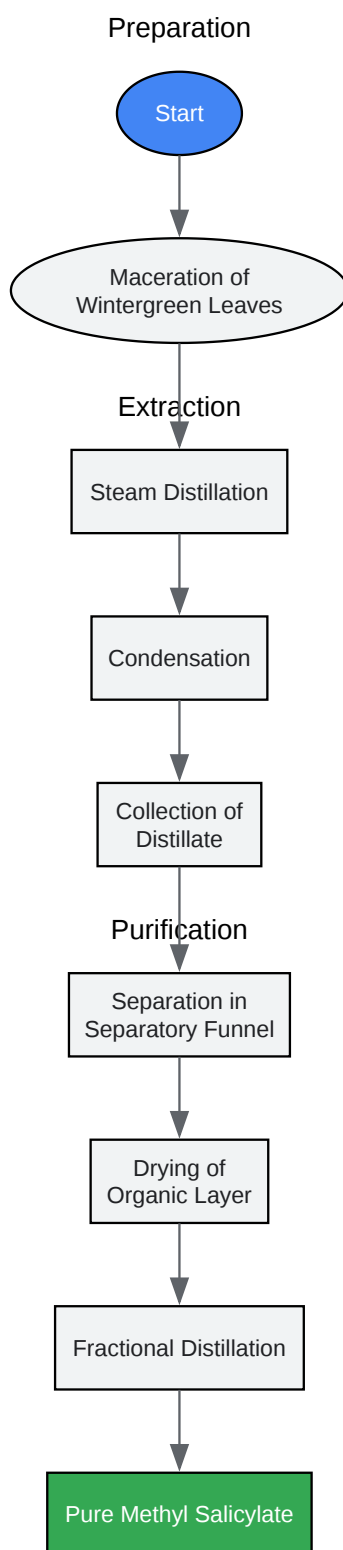 Preparation
Start
Maceration of
Wintergreen Leaves
Extraction
Steam Distillation
Condensation
Collection of
Distillate
Purification
Separation in
Separatory Funnel
Drying of
Organic Layer
Fractional Distillation
Pure Methyl Salicylate